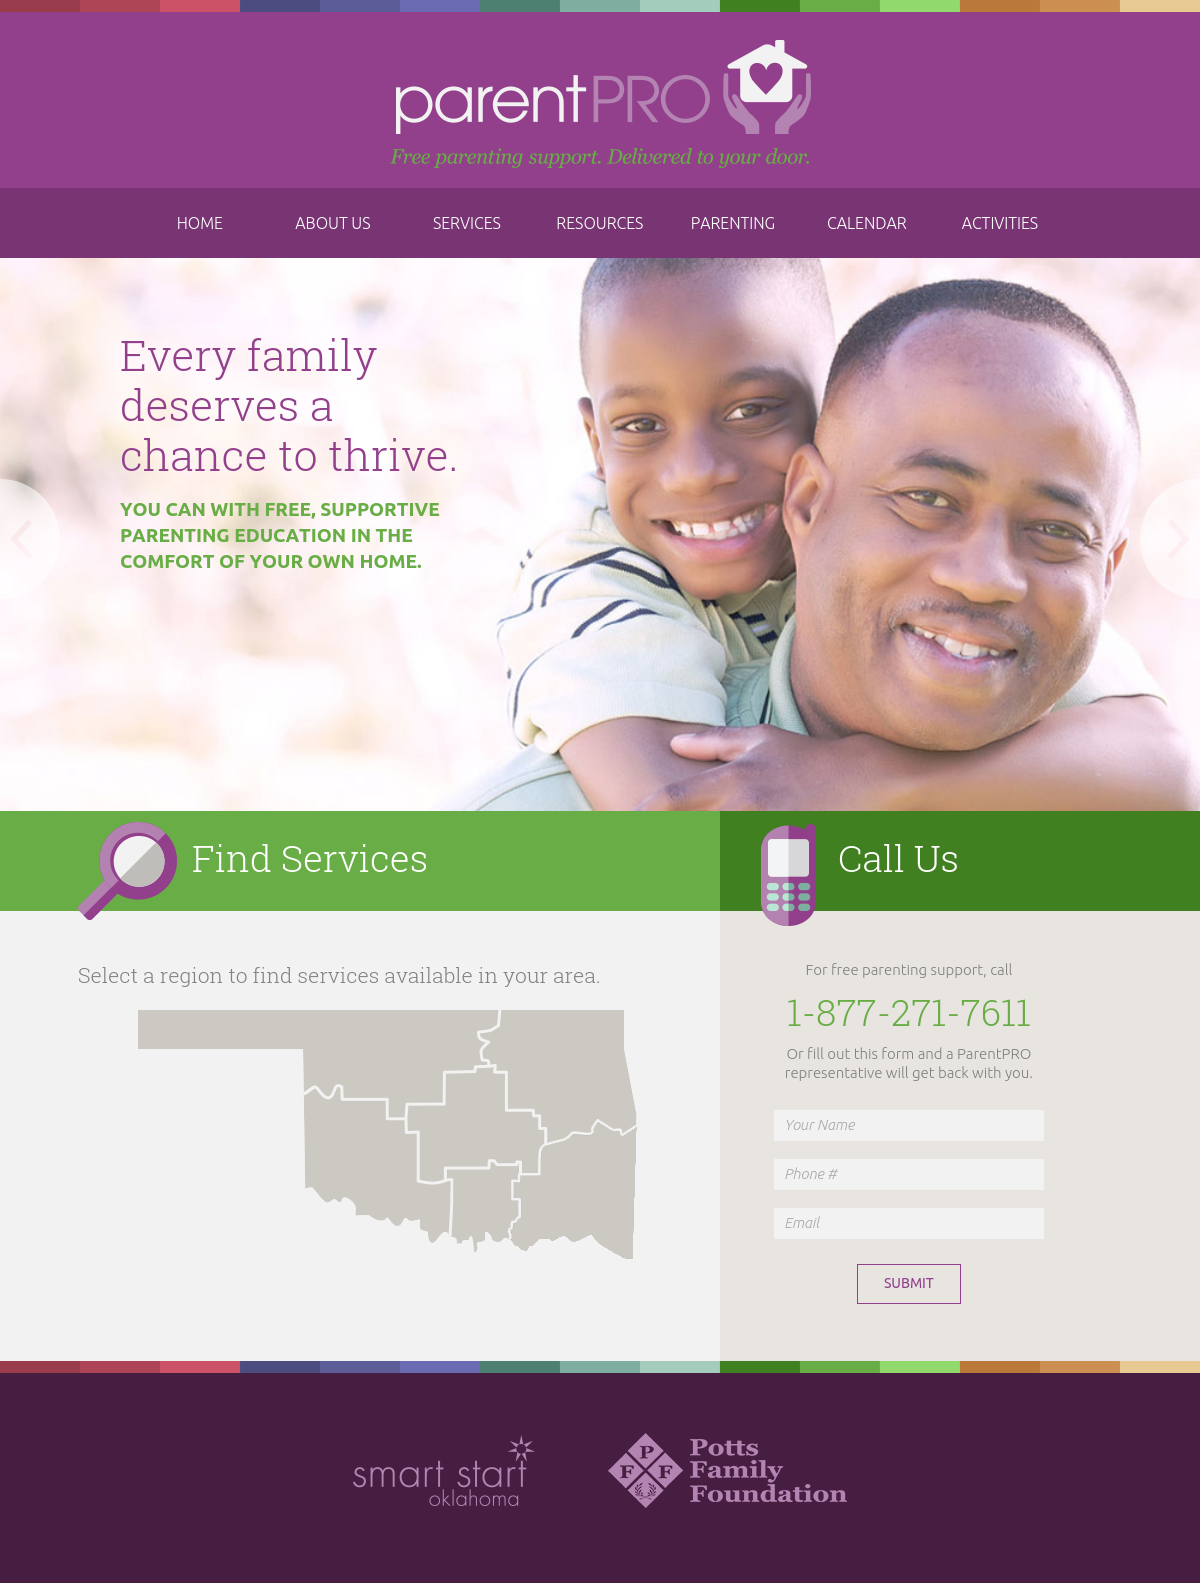 parentPRO
Free parenting support. Delivered to your door.
HOME
ABOUT US
SERVICES
RESOURCES
PARENTING
CALENDAR
ACTIVITIES
Every family
deserves a
chance to thrive.
YOU CAN WITH FREE, SUPPORTIVE
PARENTING EDUCATION IN THE
COMFORT OF YOUR OWN HOME.
Find Services
Select a region to find services available in your area.
Call Us
For free parenting support, call
1-877-271-7611
Or fill out this form and a ParentPRO
representative will get back with you.
Your Name
Phone #
Email
SUBMIT
smart start
oklahoma
P
F F
Potts
Family
Foundation